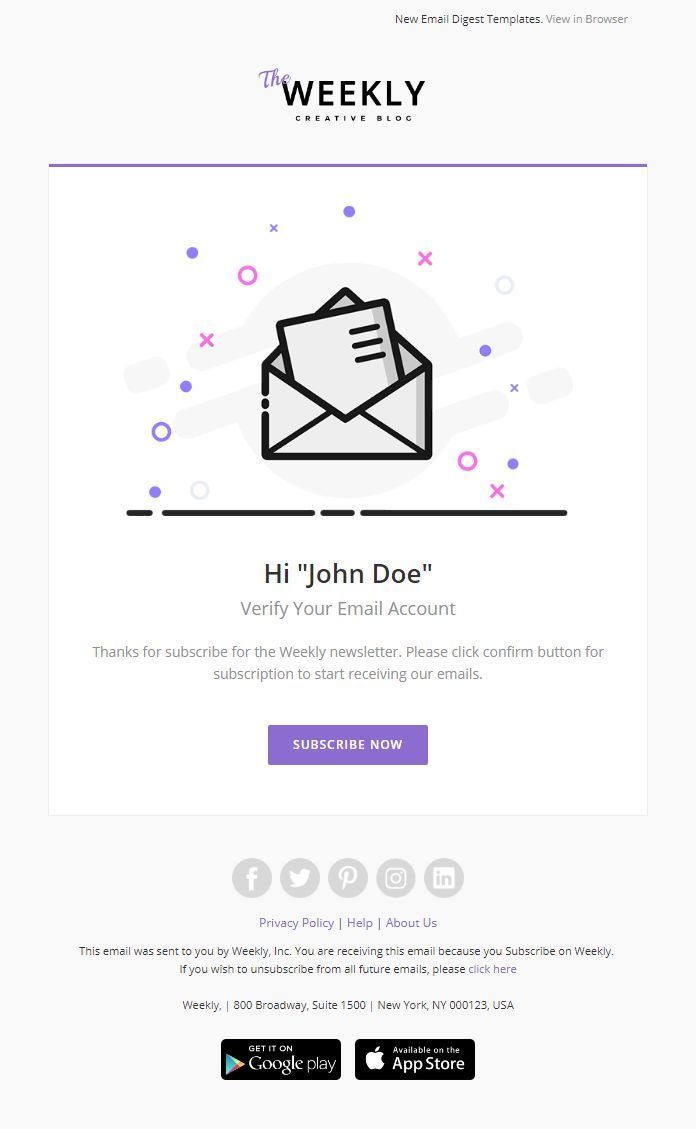 New Email Digest Templates. View in Browser
The
WEEKLY
CREATIVE BLOG
Hi "John Doe"
Verify Your Email Account
Thanks for subscribe for the Weekly newsletter. Please click confirm button for
subscription to start receiving our emails.
SUBSCRIBE NOW
Privacy Policy | Help | About Us
This email was sent to you by Weekly, Inc. You are receiving this email because you Subscribe on Weekly.
If you wish to unsubscribe from all future emails, please click here
Weekly, | 800 Broadway, Suite 1500 | New York, NY 000123, USA
GET IT ON
Google play
Available on the
App Store